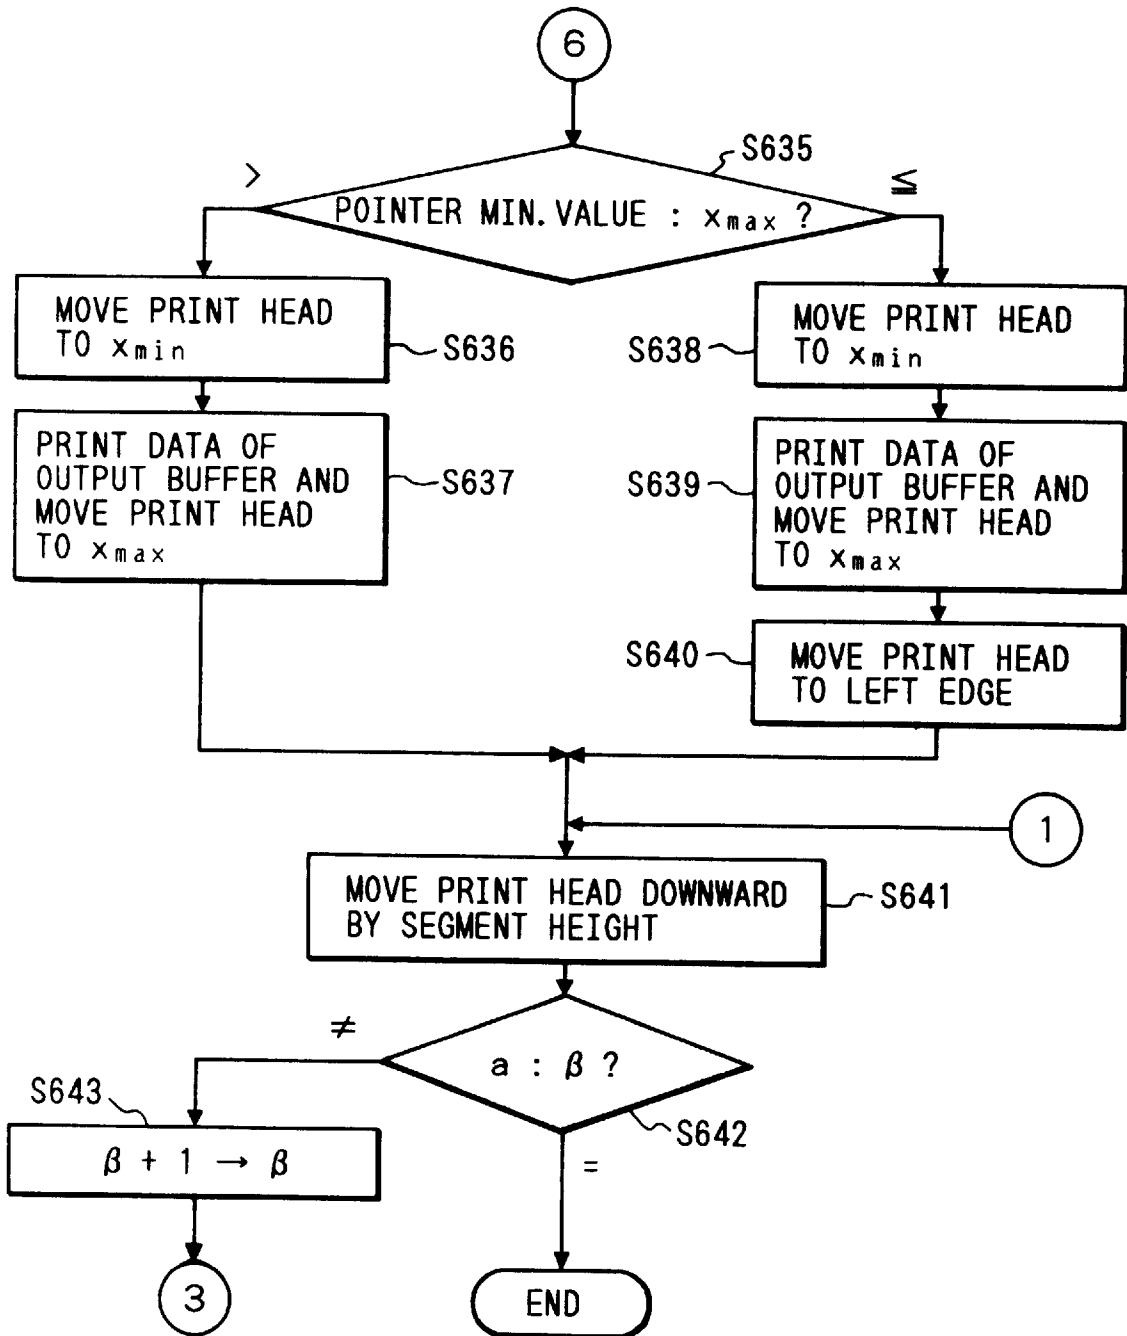 6
S635
>
≦
POINTER MIN. VALUE : xmax ?
MOVE PRINT HEAD
TO xmin
S636
S638
MOVE PRINT HEAD
TO xmin
PRINT DATA OF
OUTPUT BUFFER AND
MOVE PRINT HEAD
TO xmax
S637
S639
PRINT DATA OF
OUTPUT BUFFER AND
MOVE PRINT HEAD
TO xmax
S640
MOVE PRINT HEAD
TO LEFT EDGE
1
MOVE PRINT HEAD DOWNWARD
BY SEGMENT HEIGHT
S641
≠
a : β ?
S642
S643
β + 1 → β
=
3
END